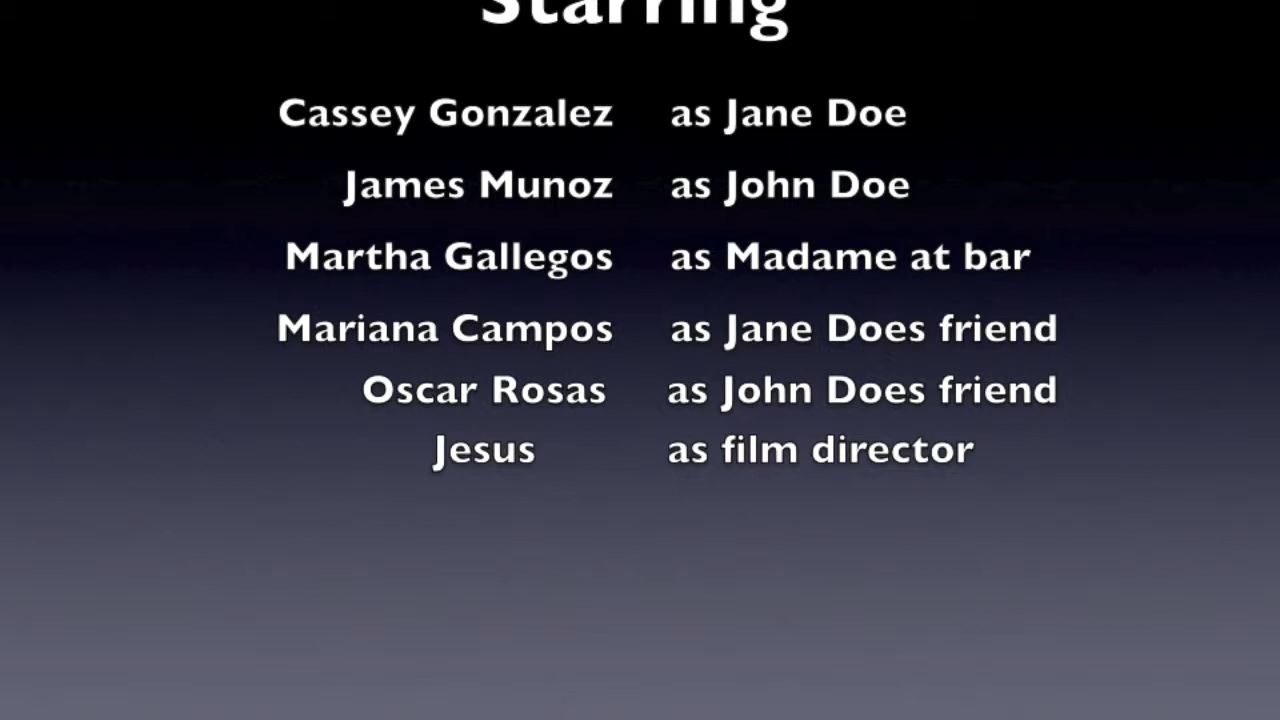 Starring
Cassey Gonzalez as Jane Doe
James Munoz as John Doe
Martha Gallegos as Madame at bar
Mariana Campos as Jane Does friend
Oscar Rosas as John Does friend
Jesus as film director